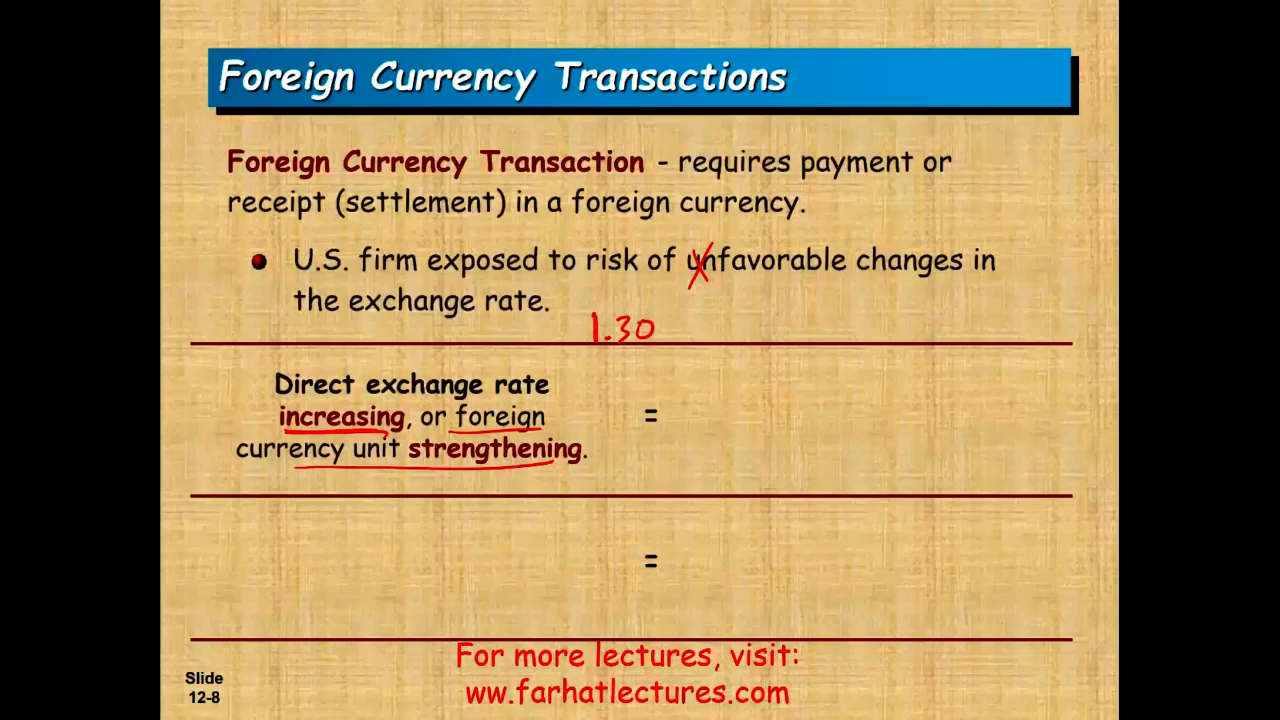 Foreign Currency Transactions
Foreign Currency Transaction - requires payment or
receipt (settlement) in a foreign currency.
U.S. firm exposed to risk of unfavorable changes in
the exchange rate.
1.30
Direct exchange rate
increasing, or foreign
currency unit strengthening.
=
=
For more lectures, visit:
ww.farhatlectures.com
Slide
12-8